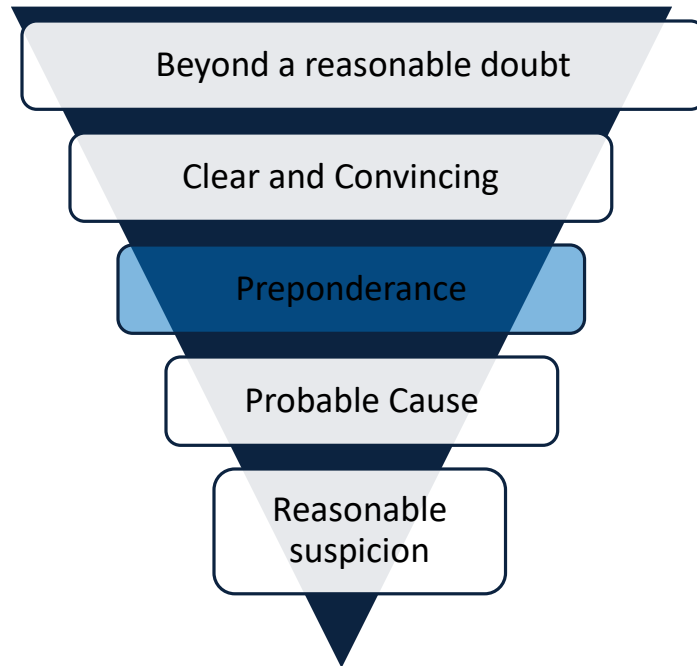 Beyond a reasonable doubt
Clear and Convincing
Preponderance
Probable Cause
Reasonable
suspicion